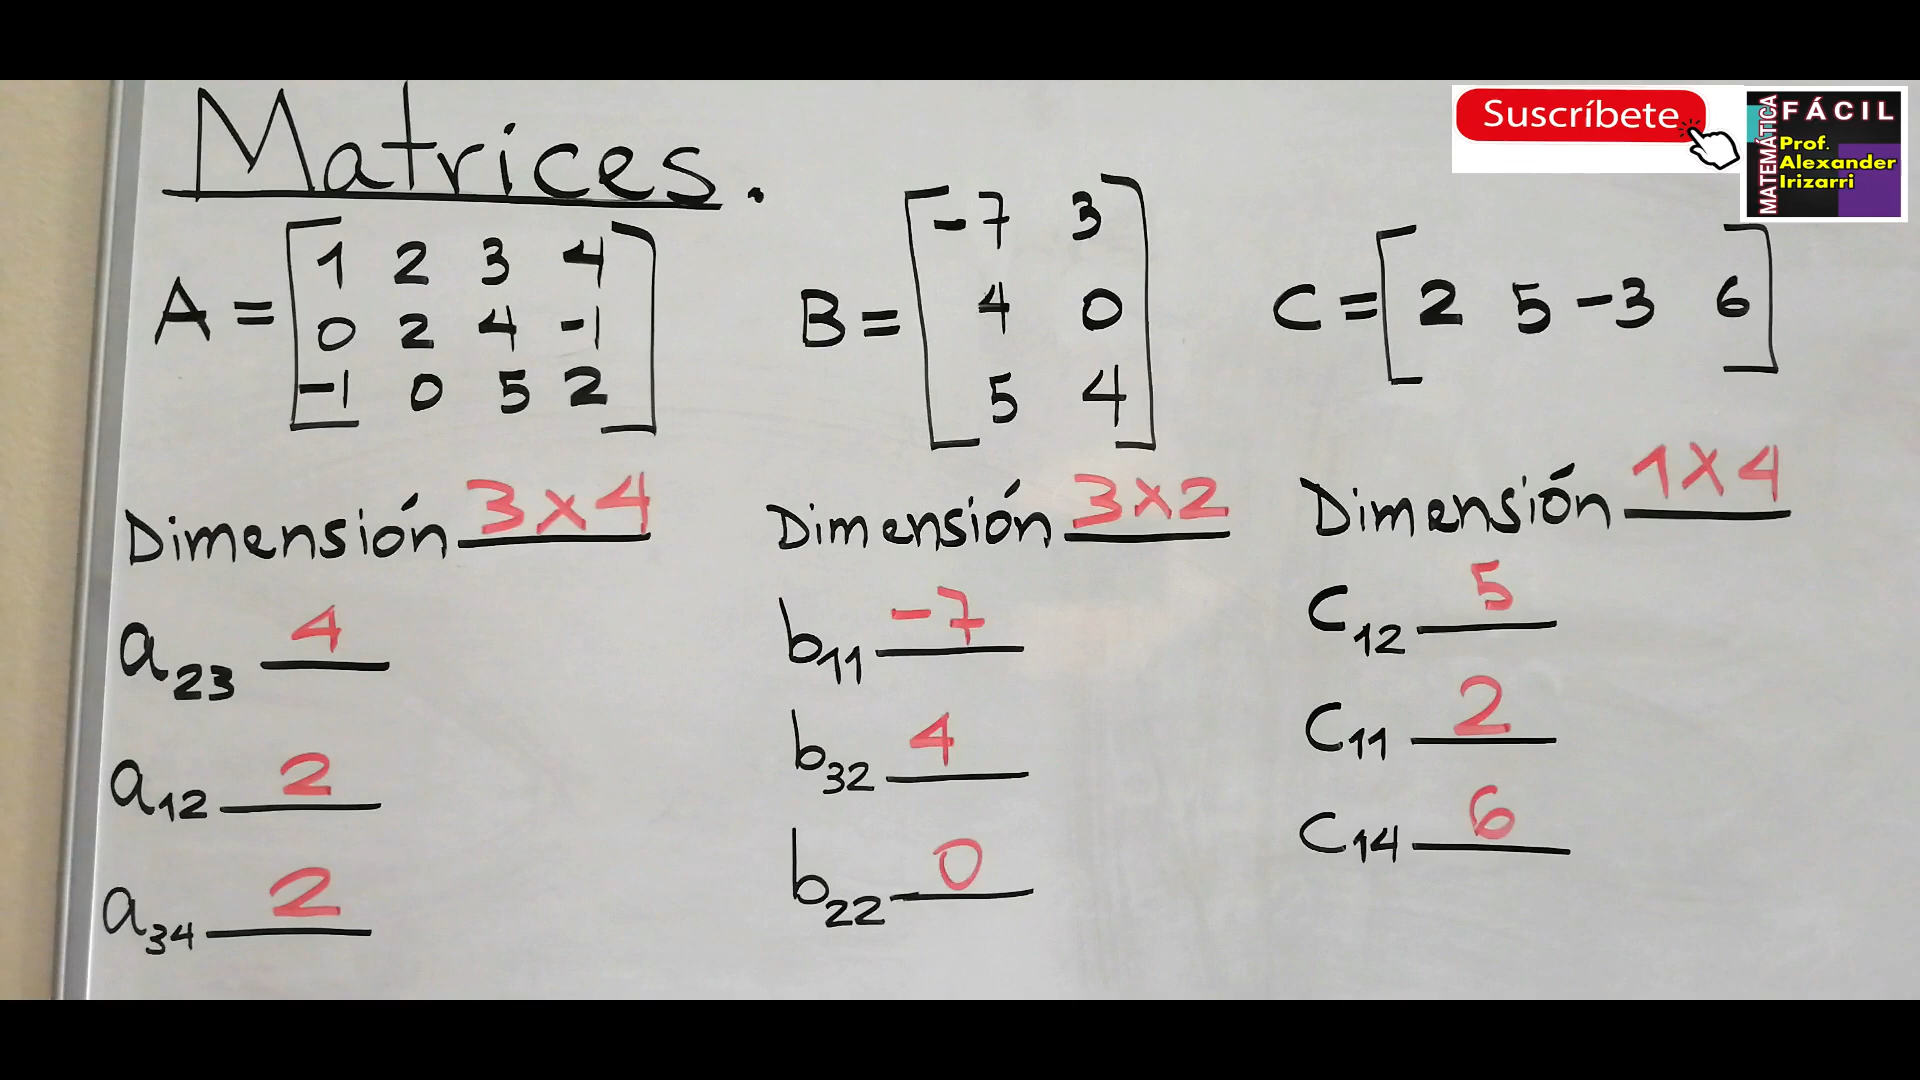 Matrices.
Suscríbete
MATEMÁTICA
FÁCIL
Prof.
Alexander
Irizarri
A = [1 2 3 4
0 2 4 -1
-1 0 5 2]
Dimensión 3x4
a23 4
a12 2
a34 2
B = [-7 3
4 0
5 4]
Dimensión 3x2
b11 -7
b32 4
b22 0
C = [2 5 -3 6]
Dimensión 1x4
C12 5
C11 2
C14 6